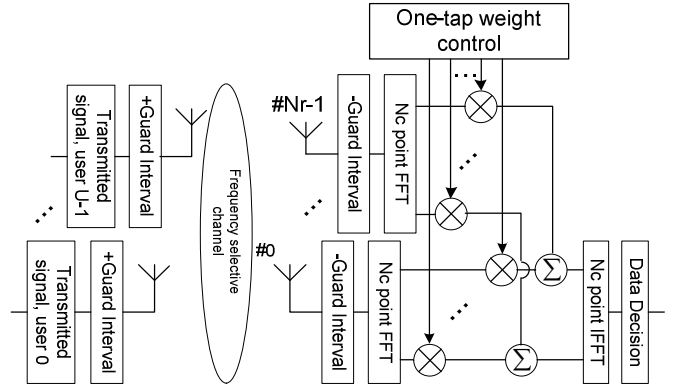 One-tap weight
control
#Nr-1
Transmitted
signal, user U-1
+Guard Interval
Frequency selective
channel
-Guard Interval
Nc point FFT
#0
Transmitted
signal, user 0
+Guard Interval
-Guard Interval
Nc point FFT
Σ
Σ
Nc point IFFT
Data Decision